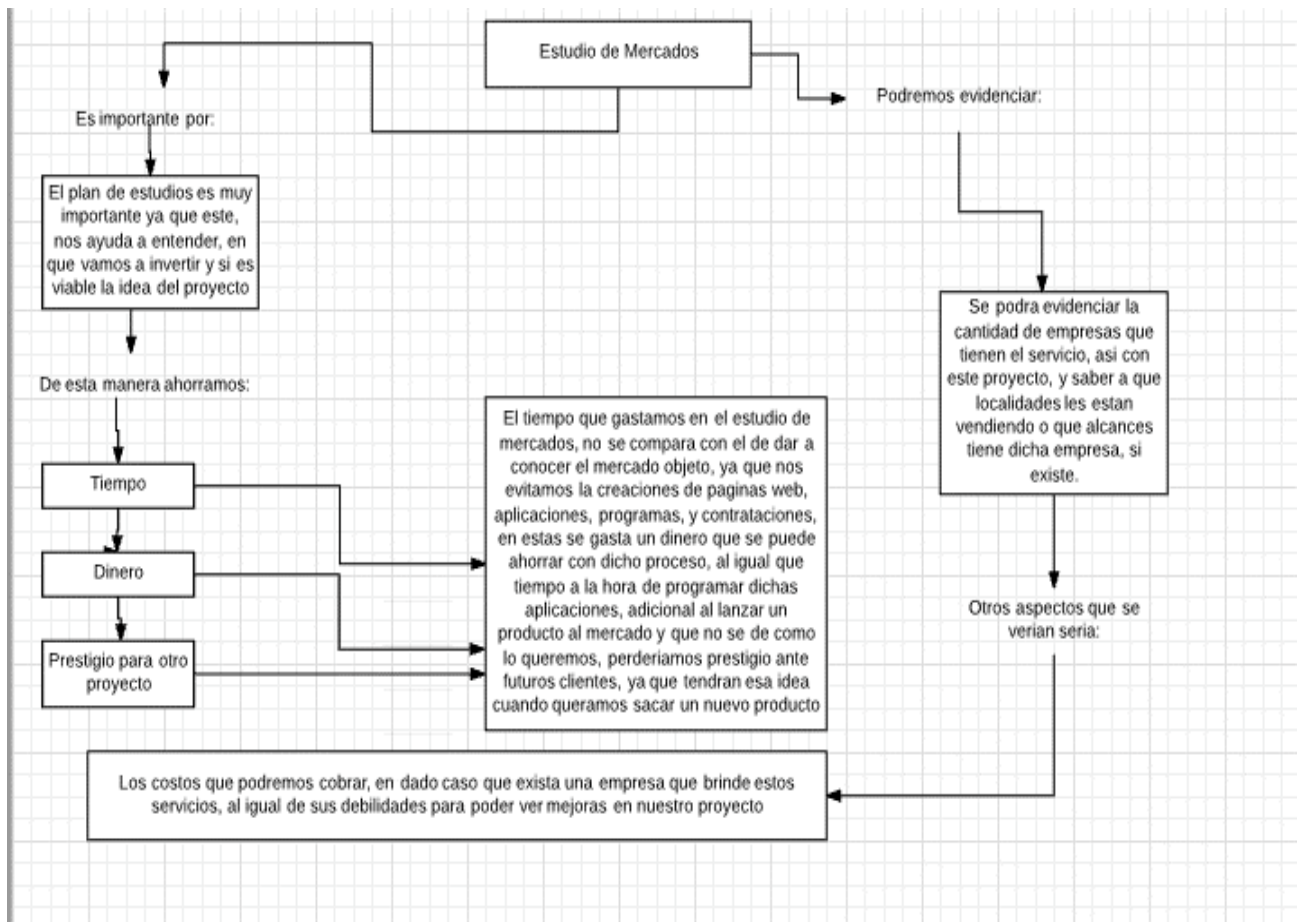 Estudio de Mercados
Es importante por:
El plan de estudios es muy
importante ya que este,
nos ayuda a entender, en
que vamos a invertir y si es
viable la idea del proyecto
De esta manera ahorramos:
Tiempo
Dinero
Prestigio para otro
proyecto
El tiempo que gastamos en el estudio de
mercados, no se compara con el de dar a
conocer el mercado objeto, ya que nos
evitamos la creaciones de paginas web,
aplicaciones, programas, y contrataciones,
en estas se gasta un dinero que se puede
ahorrar con dicho proceso, al igual que
tiempo a la hora de programar dichas
aplicaciones, adicional al lanzar un
producto al mercado y que no se de como
lo queremos, perderiamos prestigio ante
futuros clientes, ya que tendran esa idea
cuando queramos sacar un nuevo producto
Podremos evidenciar:
Se podra evidenciar la
cantidad de empresas que
tienen el servicio, asi con
este proyecto, y saber a que
localidades les estan
vendiendo o que alcances
tiene dicha empresa, si
existe.
Otros aspectos que se
verian seria:
Los costos que podremos cobrar, en dado caso que exista una empresa que brinde estos
servicios, al igual de sus debilidades para poder ver mejoras en nuestro proyecto